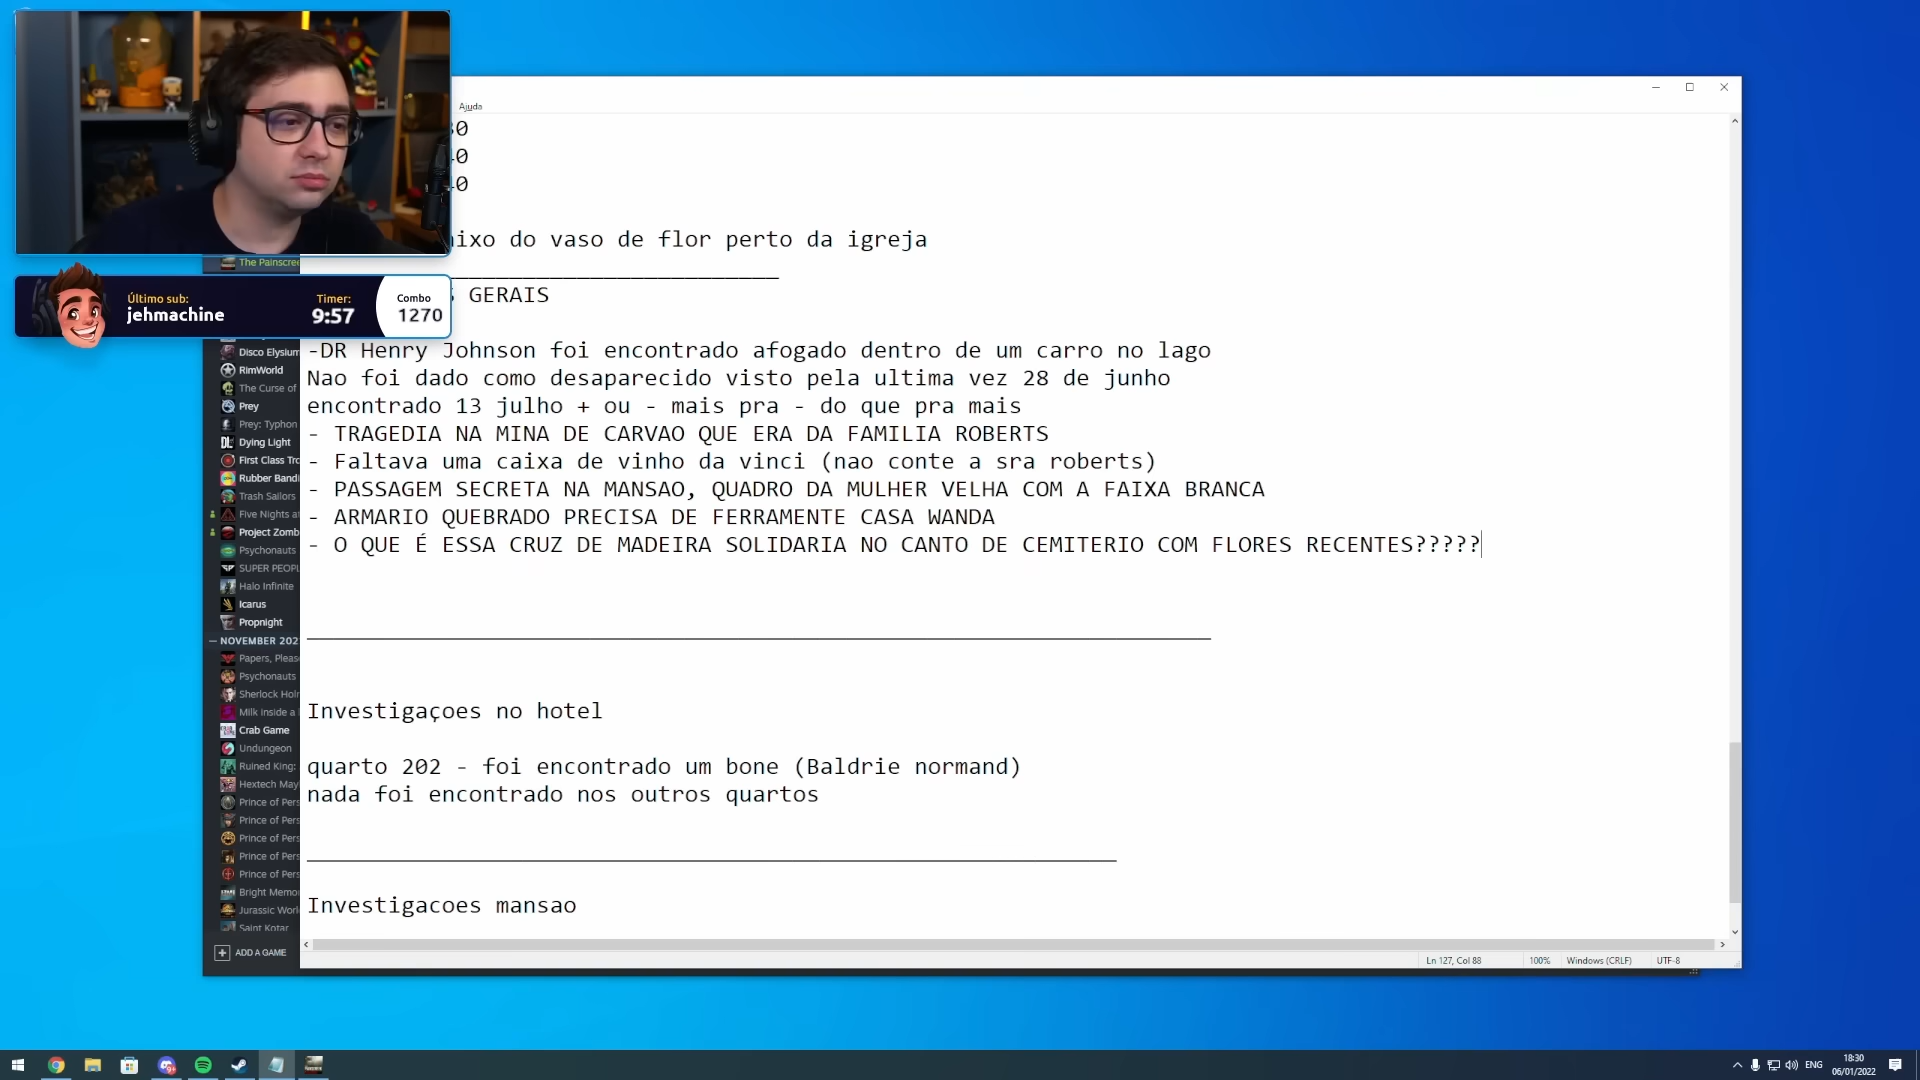 Ajuda
30
40
40
ixo do vaso de flor perto da igreja
GERAIS
-DR Henry Johnson foi encontrado afogado dentro de um carro no lago
Nao foi dado como desaparecido visto pela ultima vez 28 de junho
encontrado 13 julho + ou - mais pra - do que pra mais
- TRAGEDIA NA MINA DE CARVAO QUE ERA DA FAMILIA ROBERTS
- Faltava uma caixa de vinho da vinci (nao conte a sra roberts)
- PASSAGEM SECRETA NA MANSAO, QUADRO DA MULHER VELHA COM A FAIXA BRANCA
- ARMARIO QUEBRADO PRECISA DE FERRAMENTE CASA WANDA
- O QUE É ESSA CRUZ DE MADEIRA SOLIDARIA NO CANTO DE CEMITERIO COM FLORES RECENTES?????
Investigaçoes no hotel
quarto 202 - foi encontrado um bone (Baldrie normand)
nada foi encontrado nos outros quartos
Investigacoes mansao
Ln 127, Col 88
100%
Windows (CRLF)
UTF-8
The Painscre
Último sub:
jehmachine
Timer:
9:57
Combo
1270
Disco Elysium
RimWorld
The Curse of
Prey
Prey: Typhon
Dying Light
First Class Tro
Rubber Bandi
Trash Sailors
Five Nights a
Project Zomb
Psychonauts
SUPER PEOPL
Halo Infinite
Icarus
Propnight
— NOVEMBER 202
Papers, Pleas
Psychonauts
Sherlock Hol
Milk inside a
Crab Game
Undungeon
Ruined King:
Hextech May
Prince of Pers
Prince of Pers
Prince of Pers
Prince of Pers
Prince of Pers
Bright Memo
Jurassic Worl
Saint Kotar
ADD A GAME
ENG
18:30
06/01/2022